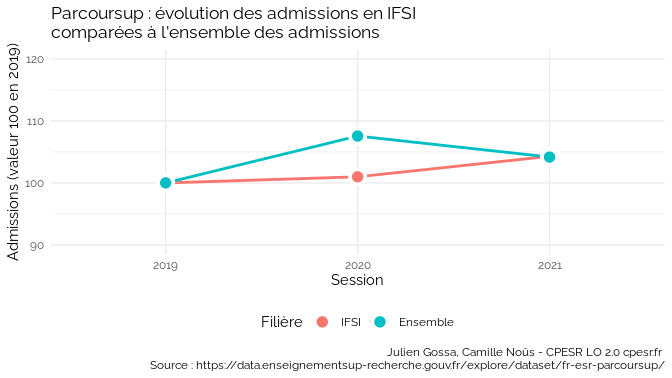 Parcoursup : évolution des admissions en IFSI
comparées à l'ensemble des admissions
Admissions (valeur 100 en 2019)
120
110
100
90
2019
2020
2021
Session
Filière
IFSI
Ensemble
Julien Gossa, Camille Noûs - CPESR LO 2.0 cpesr.fr
Source : https://data.enseignementsup-recherche.gouv.fr/explore/dataset/fr-esr-parcoursup/